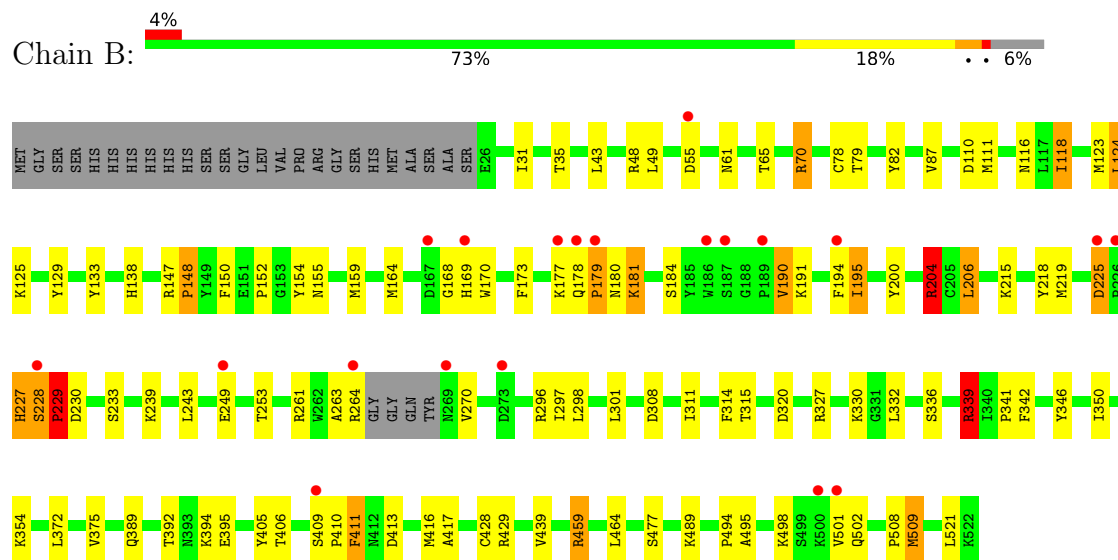 4%
Chain B:
73% 18% • • 6%
MET GLY SER SER HIS HIS HIS HIS HIS HIS SER SER GLY LEU VAL PRO ARG GLY SER HIS MET ALA SER ALA SER E26 I31 T35 L43 R48 L49 D55 N61 T65 R70 C78 T79 Y82 V87 D110 M111 N116 L117 I118 M123 L124
K125 Y129 Y133 H138 R147 P148 Y149 F150 E151 P152 G153 Y154 N155 M159 M164 D167 G168 H169 W170 F173 K177 Q178 P179 N180 K181 S184 Y185 W186 S187 G188 P189 V190 K191 F194 I195 Y200 R204 C205 L206 K215 Y218 M219 D225
H227 S228 P229 D230 S233 K239 L243 E249 T253 R261 W262 A263 R264 GLY GLY GLN TYR N269 V270 D273 R296 I297 L298 L301 D308 I311 F314 T315 D320 R327 K330 G331 L332 S336 R339 I340 P341 F342 Y346 I350
K354 L372 V375 Q389 T392 N393 K394 E395 Y405 T406 S409 P410 F411 N412 D413 M416 A417 C428 R429 V439 R459 L464 S477 K489 P494 A495 K498 S499 K500 V501 Q502 P508 M509 L521 K522